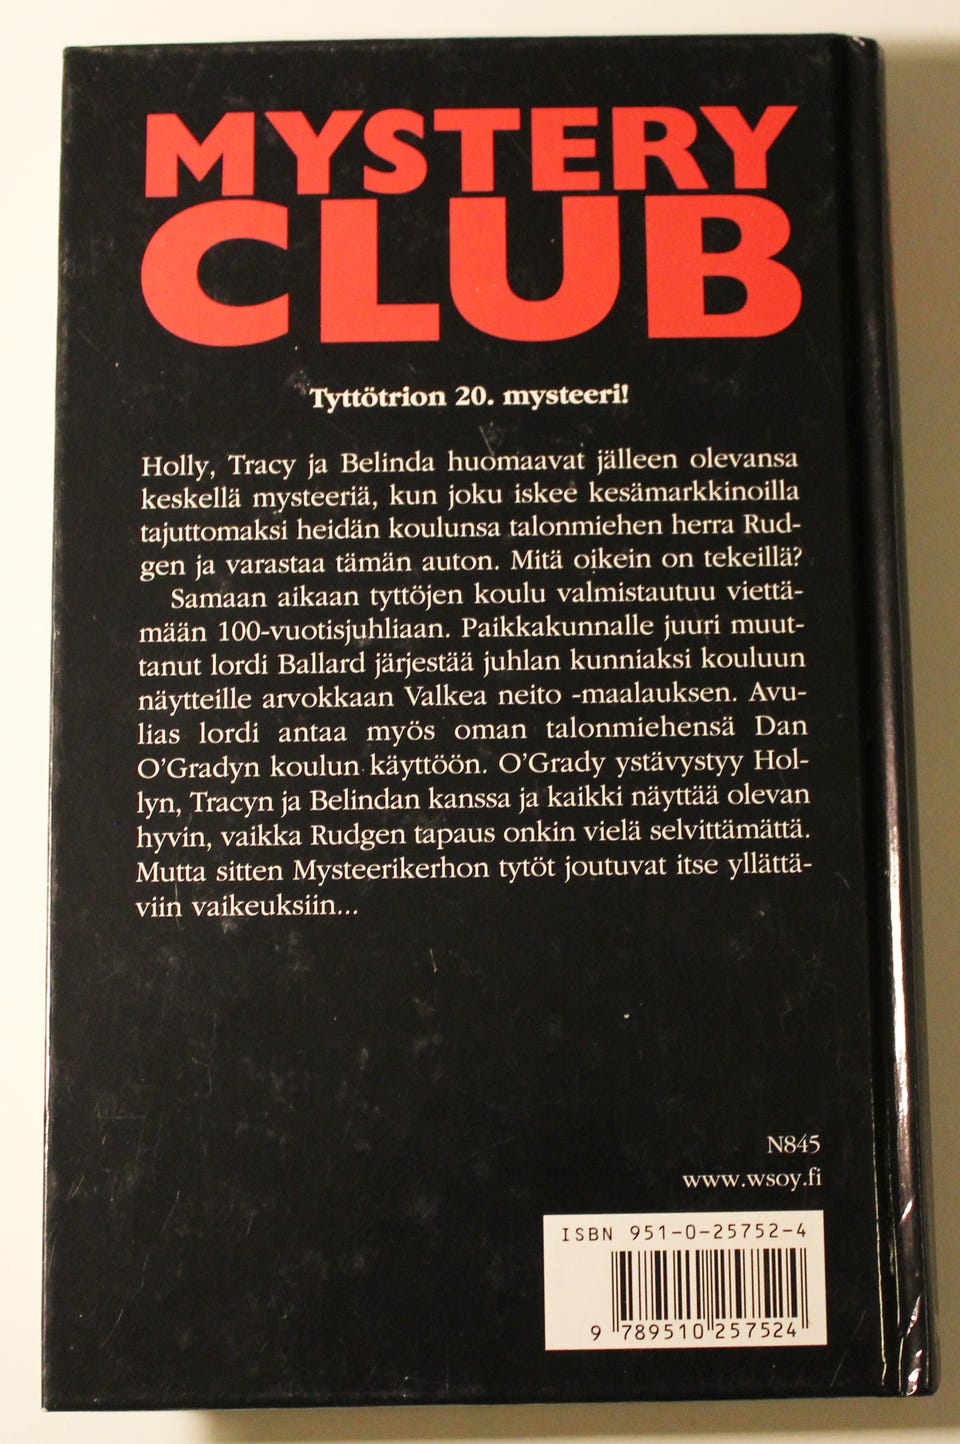 MYSTERY
CLUB
Tyttötrion 20. mysteeri!
Holly, Tracy ja Belinda huomaavat jälleen olevansa
keskellä mysteeriä, kun joku iskee kesämarkkinoilla
tajuttomaksi heidän koulunsa talonmiehen herra Rud-
gen ja varastaa tämän auton. Mitä oikein on tekeillä?
Samaan aikaan tyttöjen koulu valmistautuu viettä-
mään 100-vuotisjuhliaan. Paikkakunnalle juuri muut-
tanut lordi Ballard järjestää juhlan kunniaksi kouluun
näytteille arvokkaan Valkea neito -maalauksen. Avu-
lias lordi antaa myös oman talonmiehensä Dan
O'Gradyn koulun käyttöön. O'Grady ystävystyy Hol-
lyn, Tracyn ja Belindan kanssa ja kaikki näyttää olevan
hyvin, vaikka Rudgen tapaus onkin vielä selvittämättä.
Mutta sitten Mysteerikerhon tytöt joutuvat itse yllättä-
viin vaikeuksiin...
N845
www.wsoy.fi
ISBN 951-0-25752-4
9 789510 257524